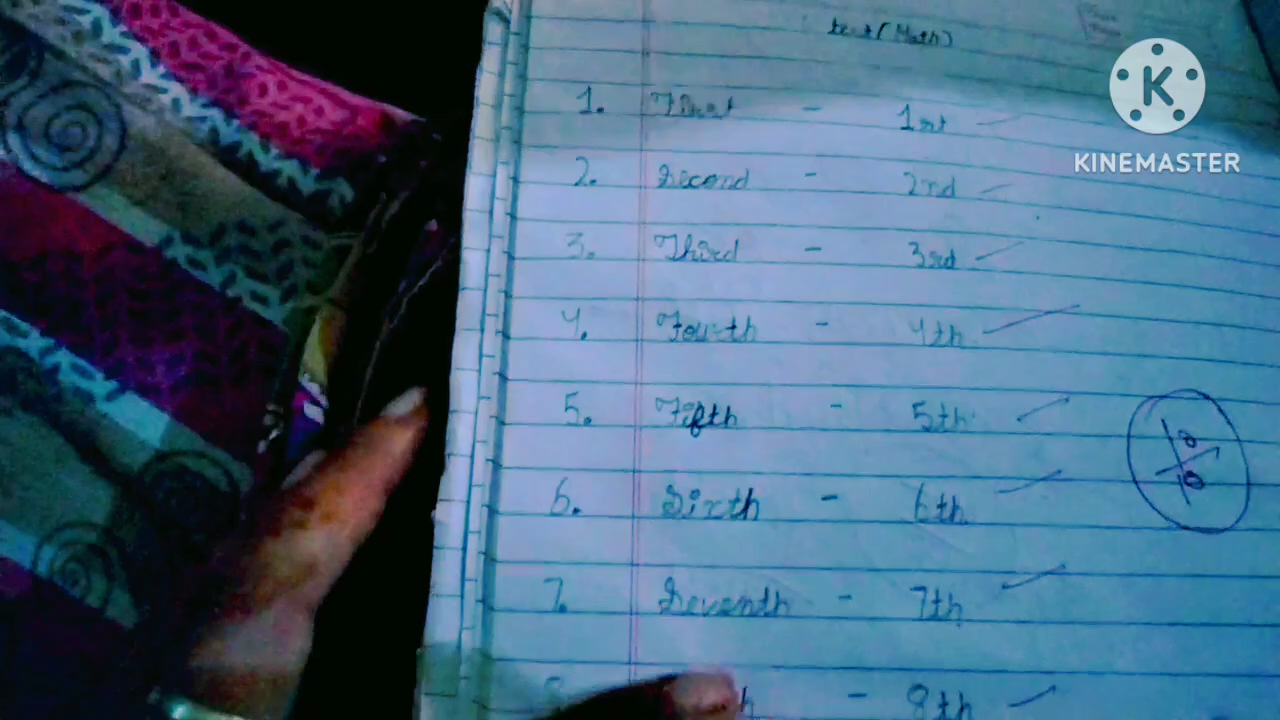 test (Math)
KINEMASTER
1. First - 1st
2. Second - 2nd
3. Third - 3rd
4. Fourth - 4th
5. Fifth - 5th
10/10
6. Sixth - 6th
7. Seventh - 7th
8. - 8th